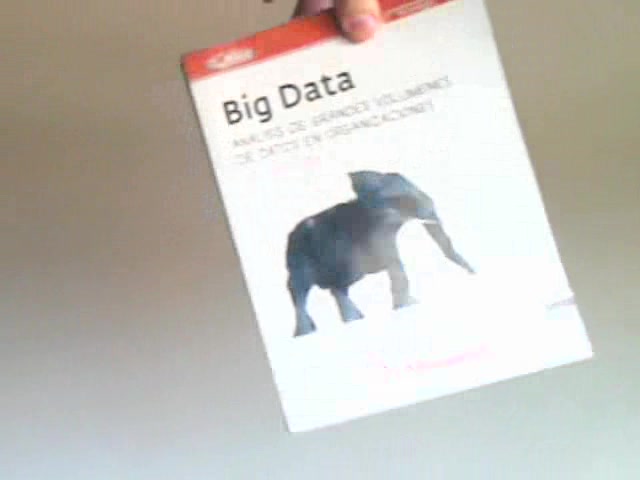 Big Data
ANÁLISIS DE GRANDES VOLÚMENES
DE DATOS EN ORGANIZACIONES